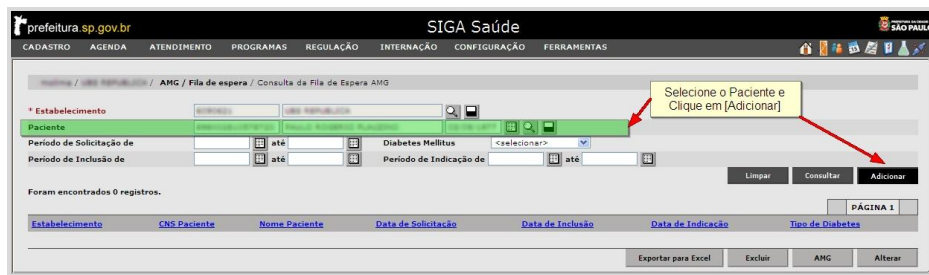 prefeitura.sp.gov.br SIGA Saúde SÃO PAULO
CADASTRO AGENDA ATENDIMENTO PROGRAMAS REGULAÇÃO INTERNAÇÃO CONFIGURAÇÃO FERRAMENTAS
/ / AMG / Fila de espera / Consulta da Fila de Espera AMG
Selecione o Paciente e
Clique em [Adicionar]
* Estabelecimento
Paciente
Período de Solicitação de até Diabetes Mellitus <selecionar>
Período de Inclusão de até Período de Indicação de até
Limpar Consultar Adicionar
Foram encontrados 0 registros.
PÁGINA 1
Estabelecimento CNS Paciente Nome Paciente Data de Solicitação Data de Inclusão Data de Indicação Tipo de Diabetes
Exportar para Excel Excluir AMG Alterar